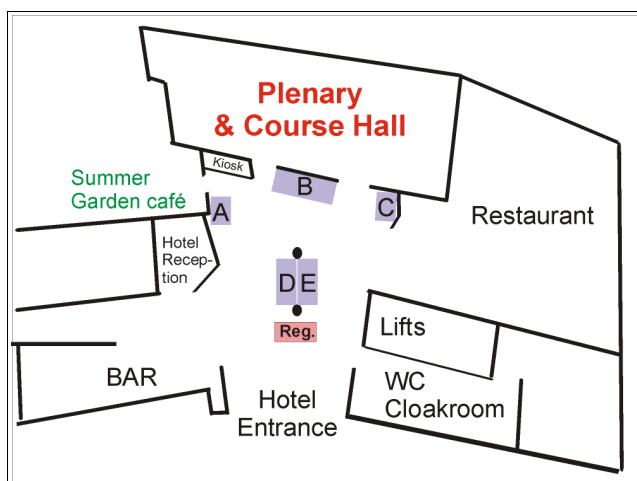 Plenary
& Course Hall
Kiosk
Summer
Garden café
A
B
C
Restaurant
Hotel
Recep-
tion
D E
Reg.
Lifts
BAR
WC
Cloakroom
Hotel
Entrance